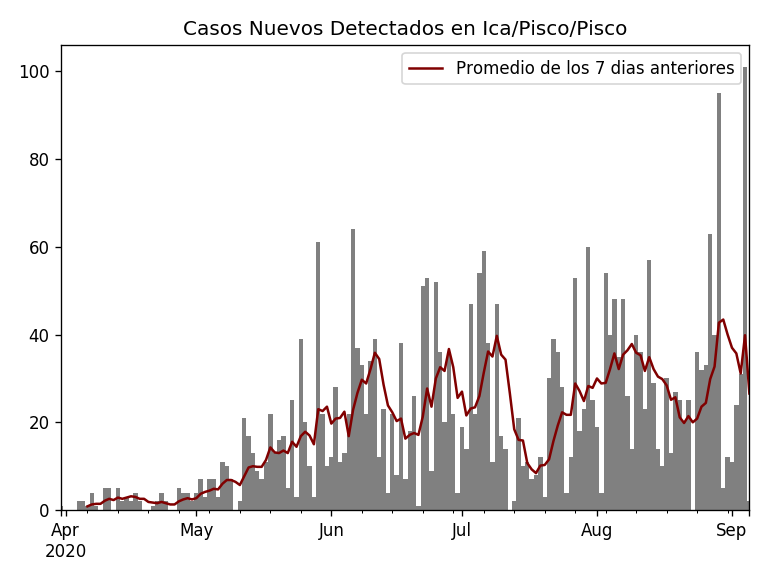 Casos Nuevos Detectados en Ica/Pisco/Pisco
Promedio de los 7 dias anteriores
100
80
60
40
20
0
Apr May Jun Jul Aug Sep
2020